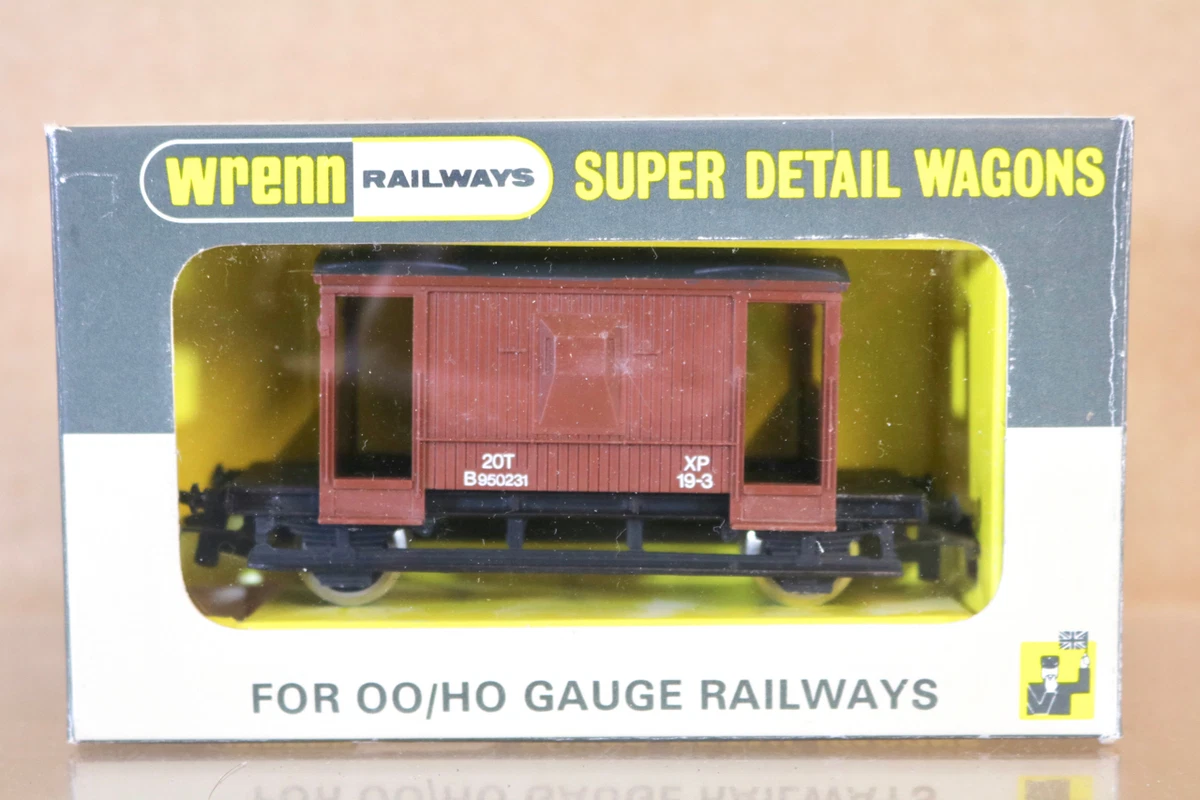 wrenn RAILWAYS SUPER DETAIL WAGONS
20T XP
B950231 19-3
FOR OO/HO GAUGE RAILWAYS